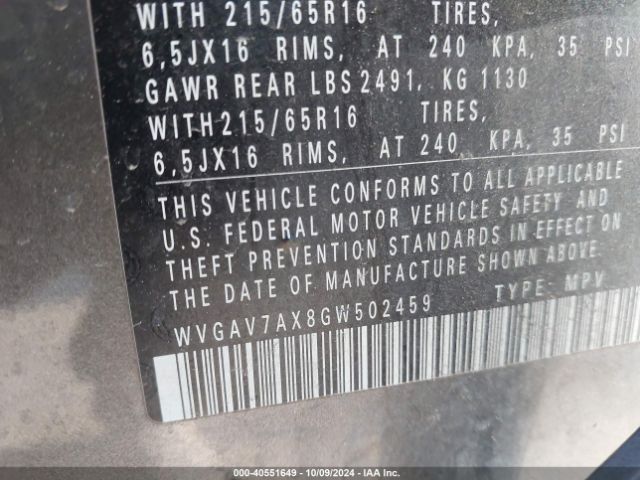 WITH 215/65R16 TIRES,
6,5JX16 RIMS, AT 240 KPA, 35 PSI
GAWR REAR LBS 2491, KG 1130
WITH 215/65R16 TIRES,
6,5JX16 RIMS, AT 240 KPA, 35 PSI
THIS VEHICLE CONFORMS TO ALL APPLICABLE
U.S. FEDERAL MOTOR VEHICLE SAFETY AND
THEFT PREVENTION STANDARDS IN EFFECT ON
THE DATE OF MANUFACTURE SHOWN ABOVE.
WVGAV7AX8GW502459 TYPE: MPV
000-40551649 | 10/09/2024 | IAA Inc.